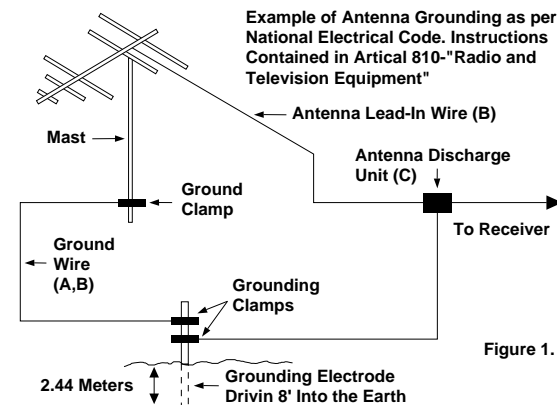 Example of Antenna Grounding as per
National Electrical Code. Instructions
Contained in Artical 810-"Radio and
Television Equipment"
Antenna Lead-In Wire (B)
Mast
Antenna Discharge
Unit (C)
Ground
Clamp
To Receiver
Ground
Wire
(A,B)
Grounding
Clamps
Figure 1.
2.44 Meters
Grounding Electrode
Drivin 8' Into the Earth